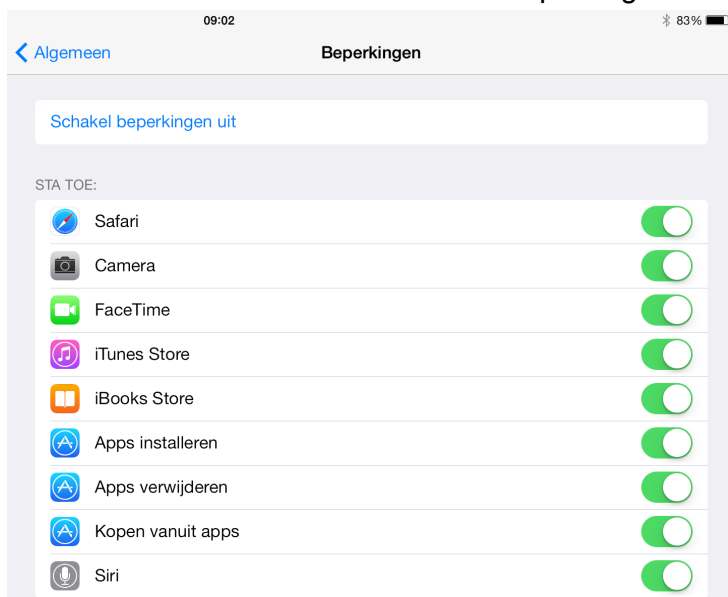 09:02 83%
Algemeen Beperkingen
Schakel beperkingen uit
STA TOE:
Safari
Camera
FaceTime
iTunes Store
iBooks Store
Apps installeren
Apps verwijderen
Kopen vanuit apps
Siri